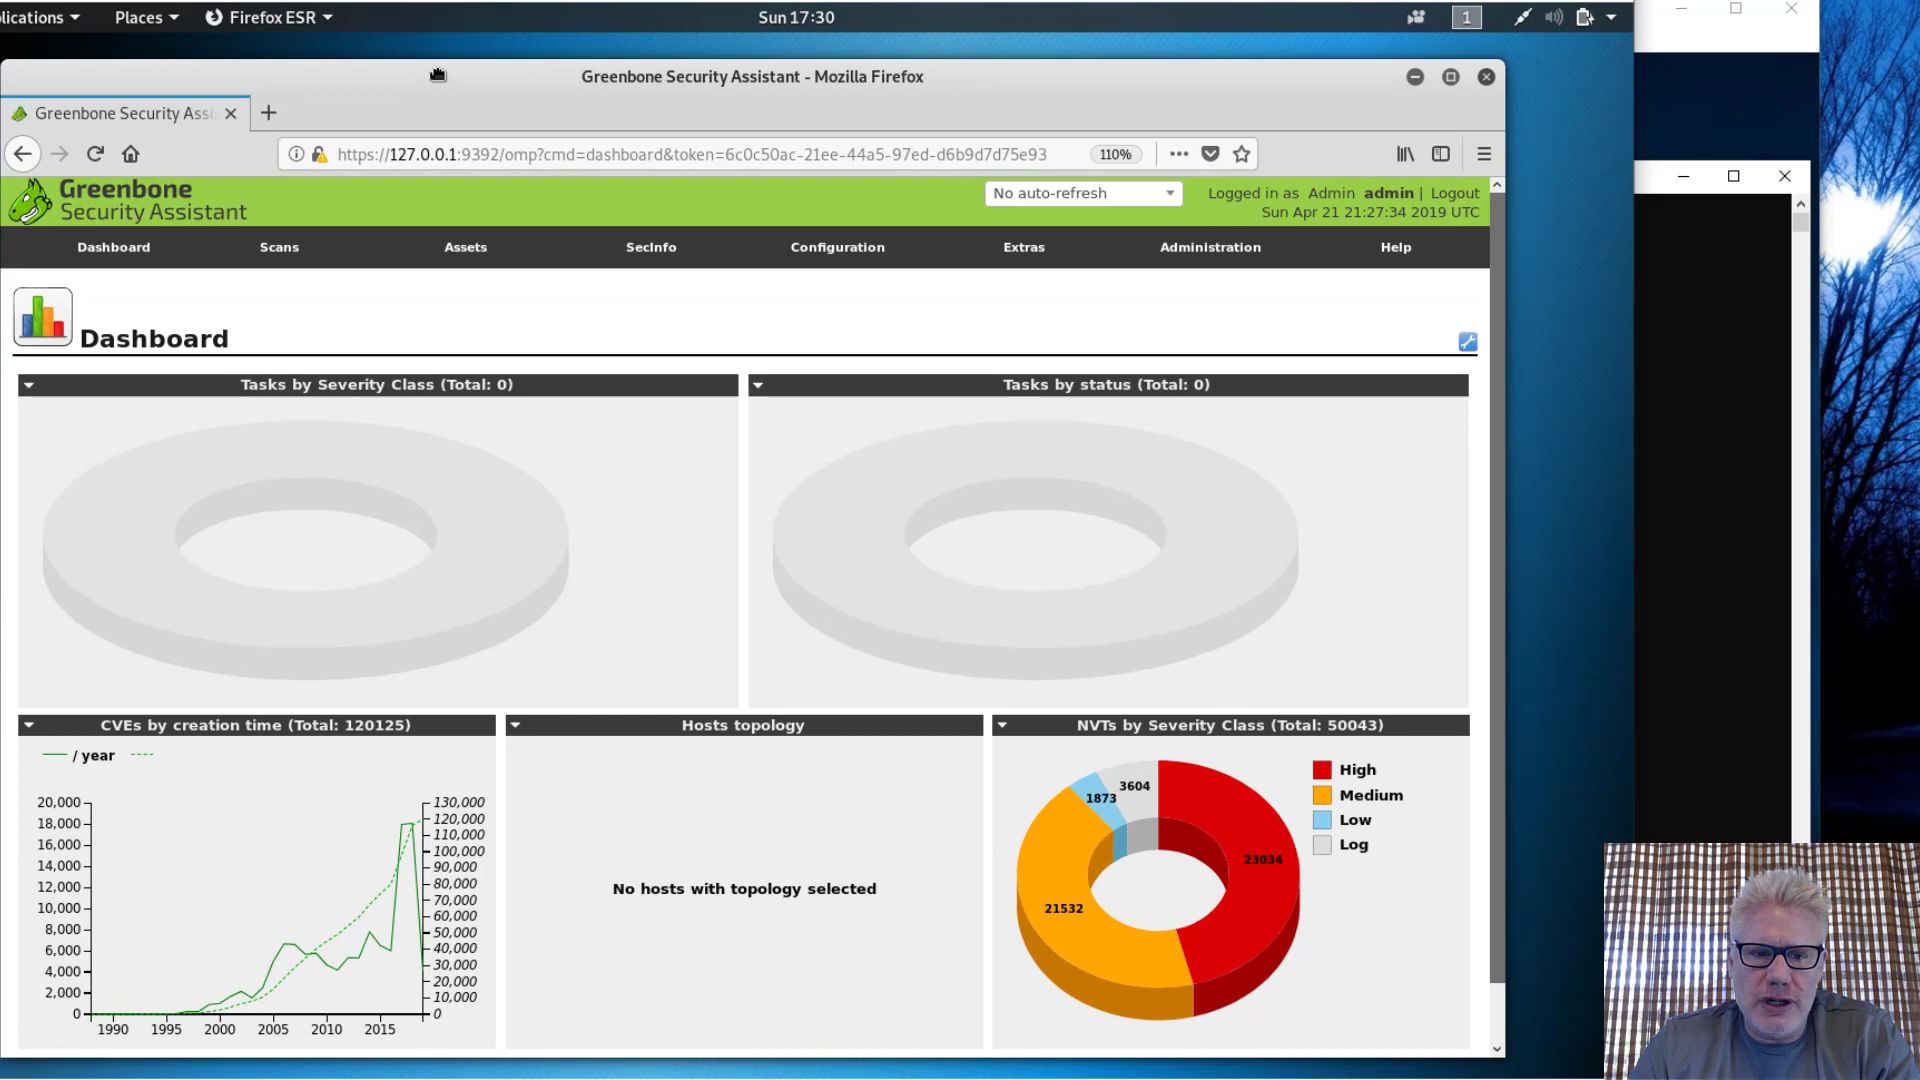 lications
Places
Firefox ESR
Sun 17:30
1
Greenbone Security Assistant - Mozilla Firefox
Greenbone Security Assi
https://127.0.0.1:9392/omp?cmd=dashboard&token=6c0c50ac-21ee-44a5-97ed-d6b9d7d75e93
110%
Greenbone
Security Assistant
No auto-refresh
Logged in as Admin admin | Logout
Sun Apr 21 21:27:34 2019 UTC
Dashboard
Scans
Assets
SecInfo
Configuration
Extras
Administration
Help
Dashboard
Tasks by Severity Class (Total: 0)
Tasks by status (Total: 0)
CVEs by creation time (Total: 120125)
/ year
20,000
18,000
16,000
14,000
12,000
10,000
8,000
6,000
4,000
2,000
0
130,000
120,000
110,000
100,000
90,000
80,000
70,000
60,000
50,000
40,000
30,000
20,000
10,000
0
1990
1995
2000
2005
2010
2015
Hosts topology
No hosts with topology selected
NVTs by Severity Class (Total: 50043)
3604
1873
23034
21532
High
Medium
Low
Log